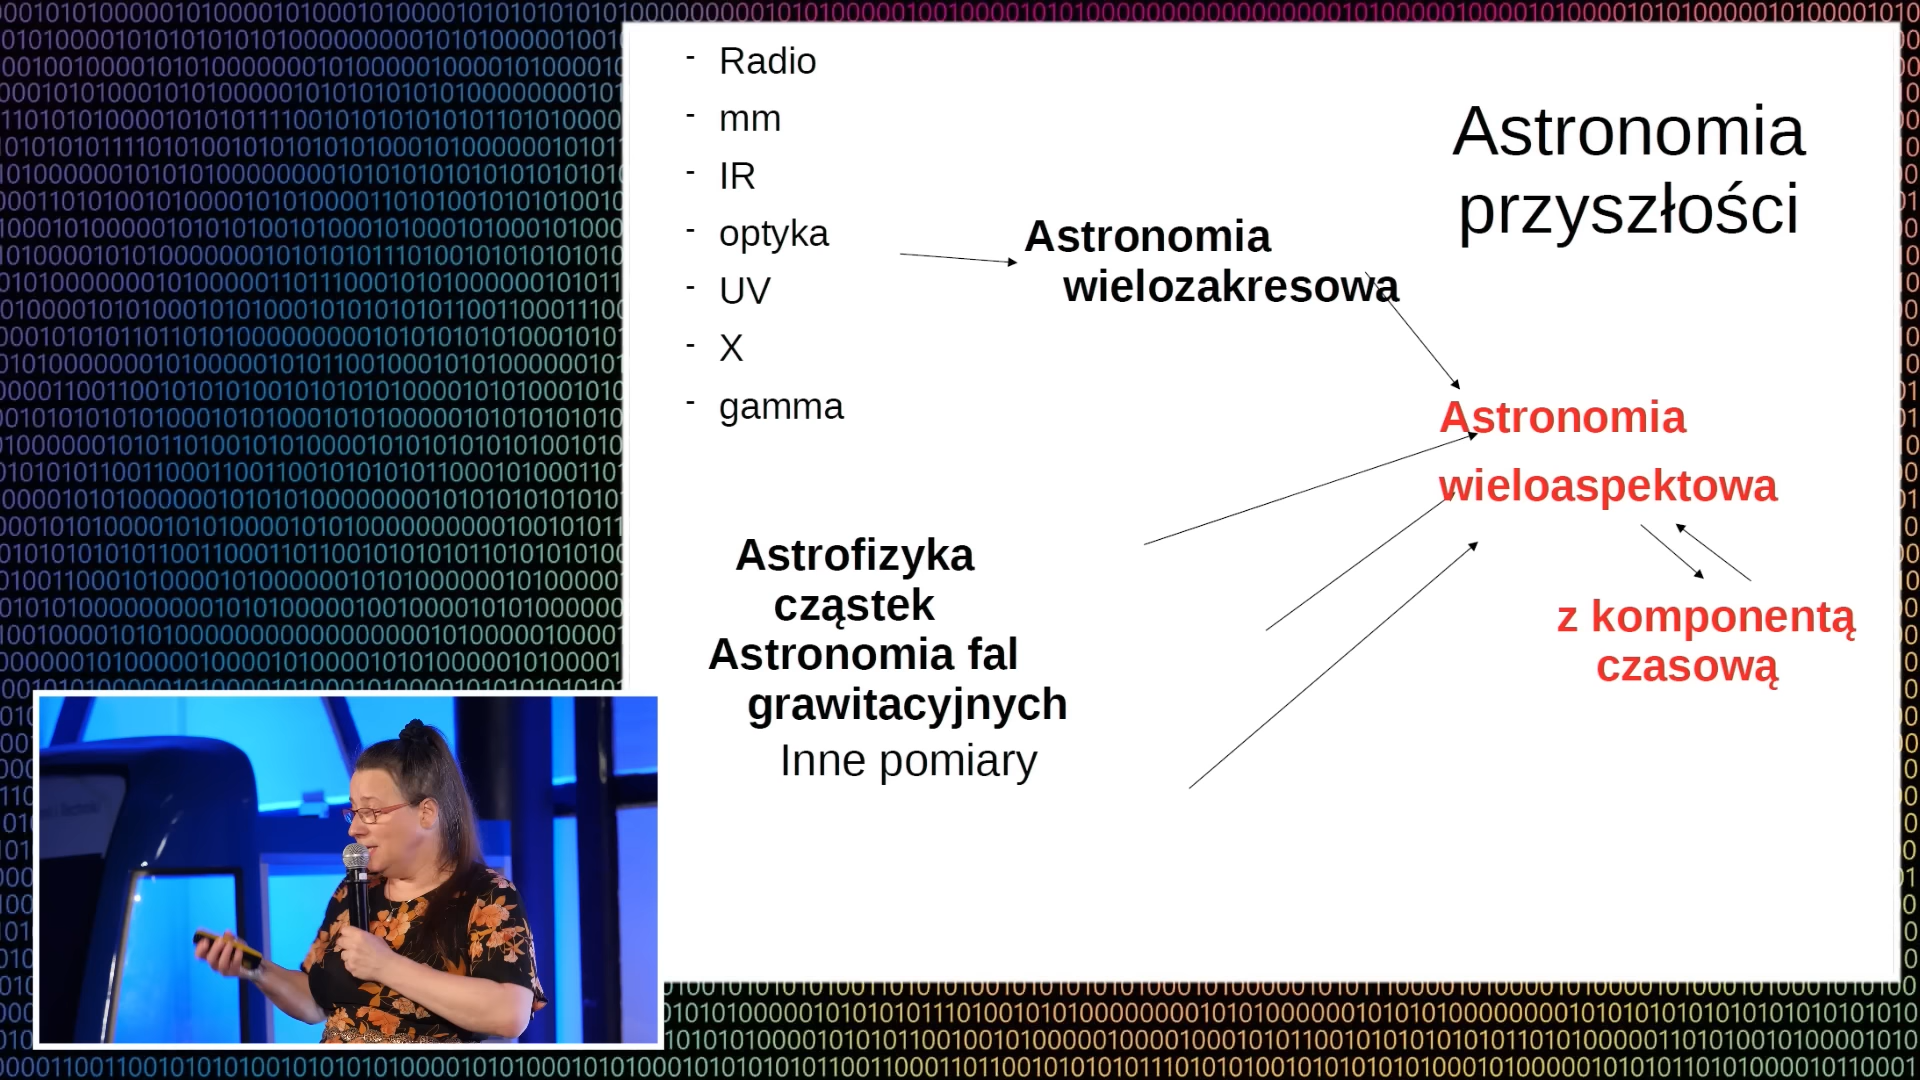 - Radio
- mm
- IR
- optyka
- UV
- X
- gamma
Astronomia
przyszłości
Astronomia
wielozakresowa
Astronomia
wieloaspektowa
z komponentą
czasową
Astrofizyka
cząstek
Astronomia fal
grawitacyjnych
Inne pomiary